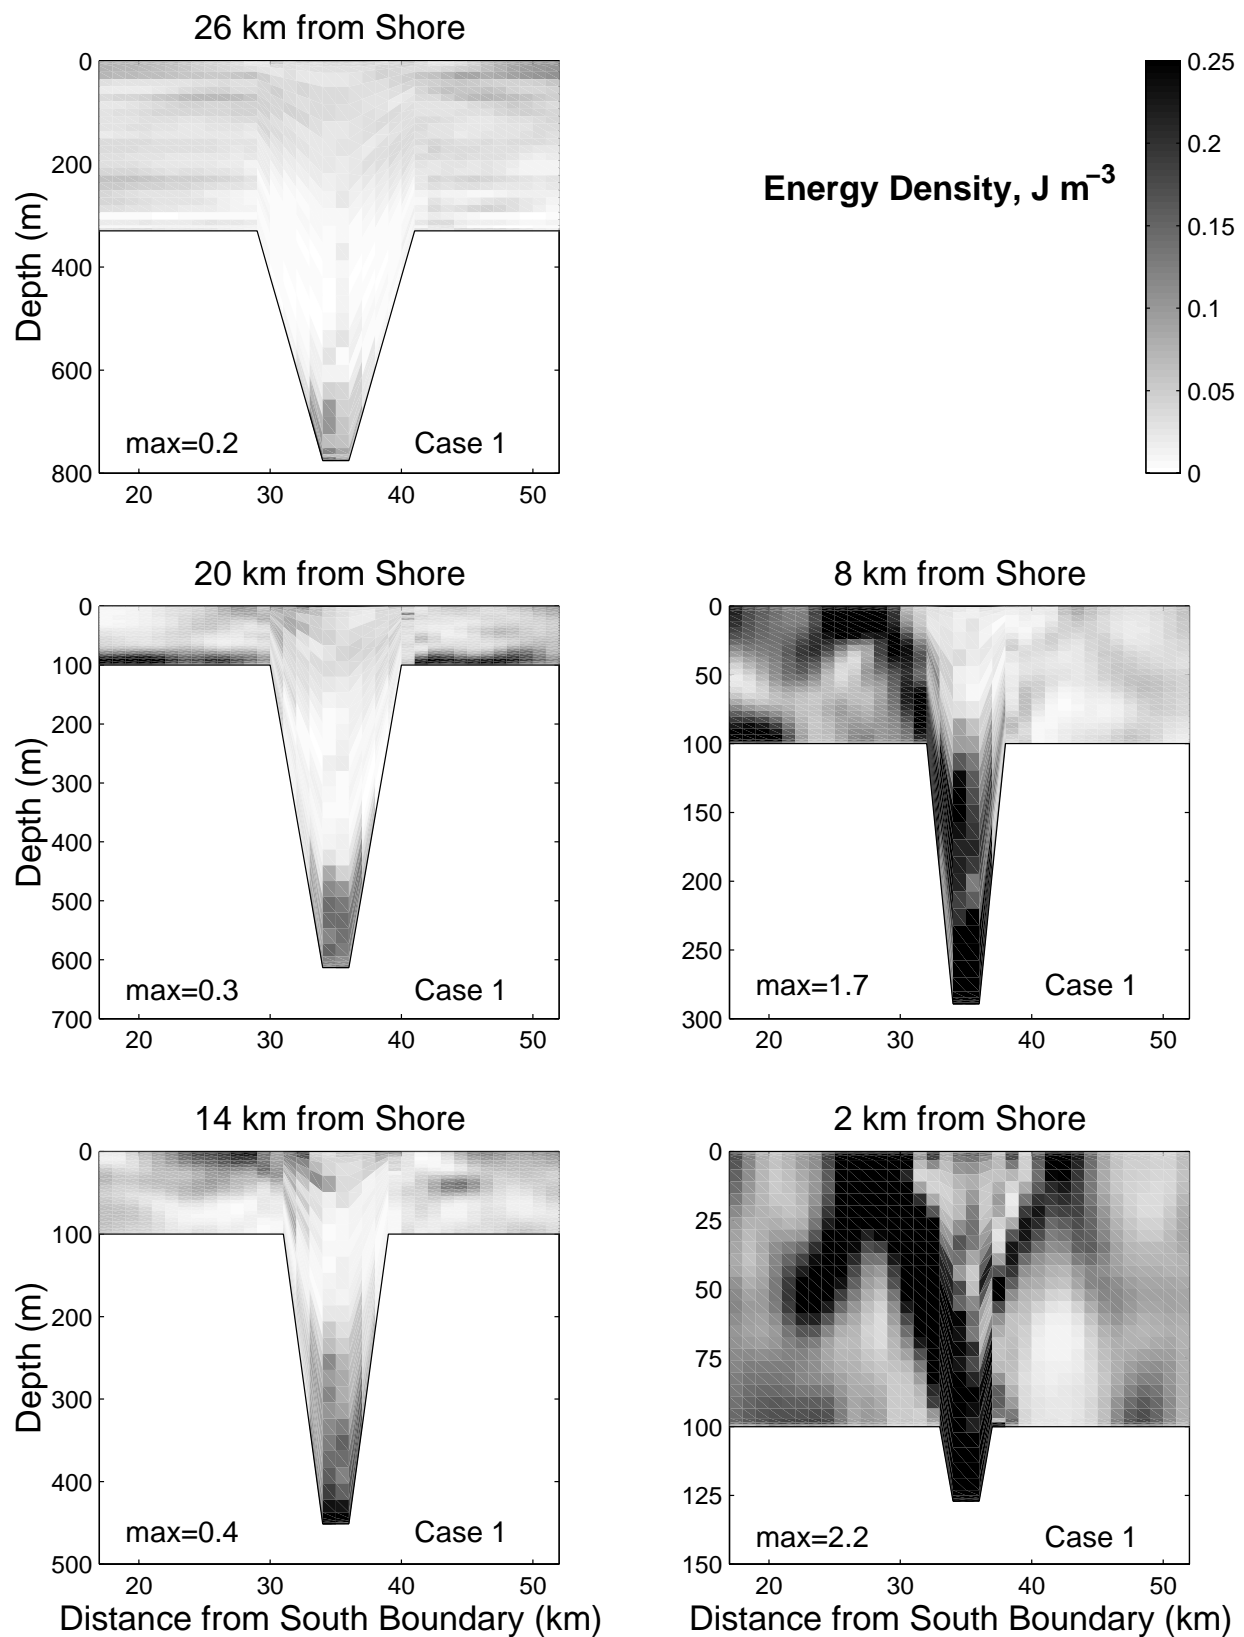 26 km from Shore
0
200
400
600
800
Depth (m)
max=0.2
Case 1
20
30
40
50
Energy Density, J m−3
0.25
0.2
0.15
0.1
0.05
0
20 km from Shore
0
100
200
300
400
500
600
700
Depth (m)
max=0.3
Case 1
20
30
40
50
8 km from Shore
0
50
100
150
200
250
300
max=1.7
Case 1
20
30
40
50
14 km from Shore
0
100
200
300
400
500
Depth (m)
max=0.4
Case 1
20
30
40
50
Distance from South Boundary (km)
2 km from Shore
0
25
50
75
100
125
150
max=2.2
Case 1
20
30
40
50
Distance from South Boundary (km)